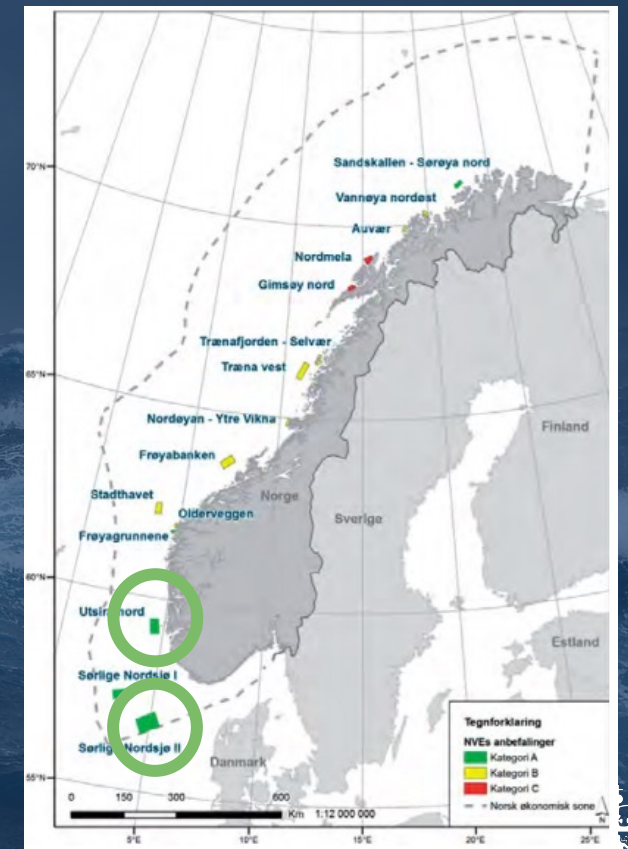 70°N
Sandskallen - Sørøya nord
Vannøya nordøst
Auvær
Nordmela
Gimsøy nord
Trænafjorden - Selvær
Træna vest
65°N
Nordøyan - Ytre Vikna
Finland
Frøyabanken
Norge
Stadthavet
Olderveggen
Sverige
Frøyagrunnene
60°N
Utsira nord
Estland
Sørlige Nordsjø I
Sørlige Nordsjø II
Danmark
55°N
Tegnforklaring
NVEs anbefalinger
Kategori A
Kategori B
Kategori C
Norsk økonomisk sone
0 150 300 600
Km 1:12 000 000
N
5°E 10°E 15°E 20°E 25°E